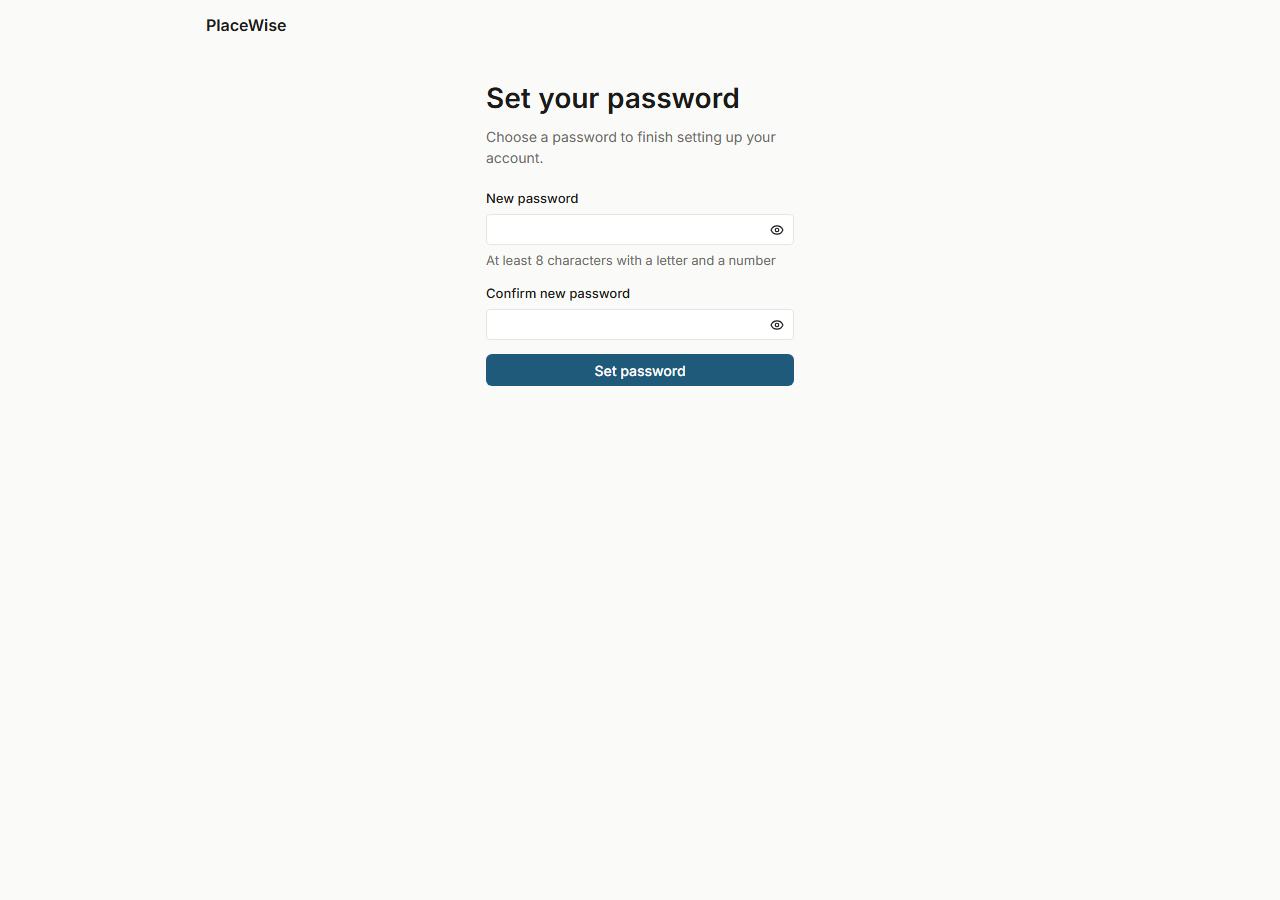 PlaceWise
Set your password
Choose a password to finish setting up your
account.
New password
At least 8 characters with a letter and a number
Confirm new password
Set password